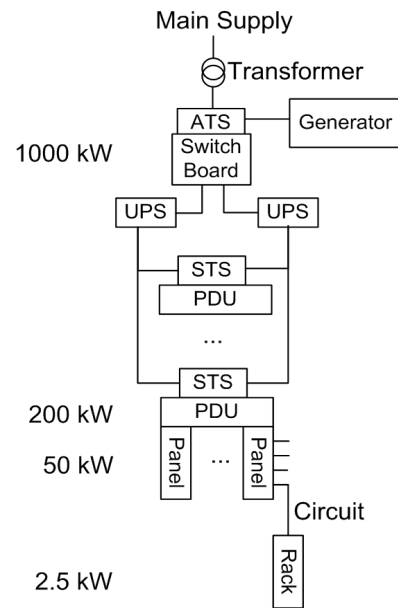 Main Supply
Transformer
ATS
Generator
1000 kW
Switch
Board
UPS
UPS
STS
PDU
...
STS
200 kW
PDU
50 kW
Panel
...
Panel
Circuit
Rack
2.5 kW